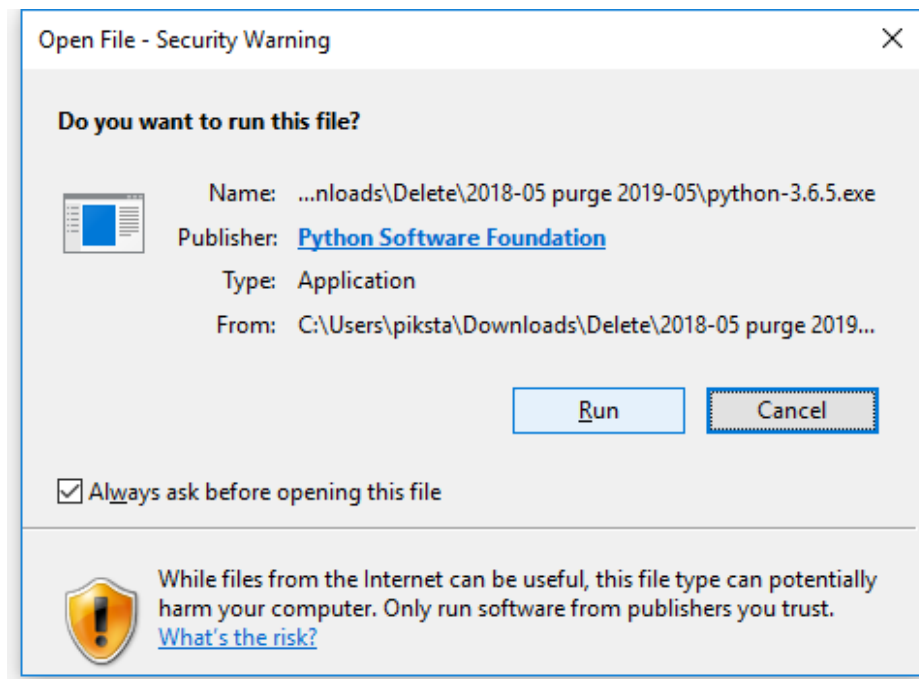 Open File - Security Warning
Do you want to run this file?
Name: ...nloads\Delete\2018-05 purge 2019-05\python-3.6.5.exe
Publisher: Python Software Foundation
Type: Application
From: C:\Users\piksta\Downloads\Delete\2018-05 purge 2019...
Run Cancel
Always ask before opening this file
While files from the Internet can be useful, this file type can potentially
harm your computer. Only run software from publishers you trust.
What's the risk?